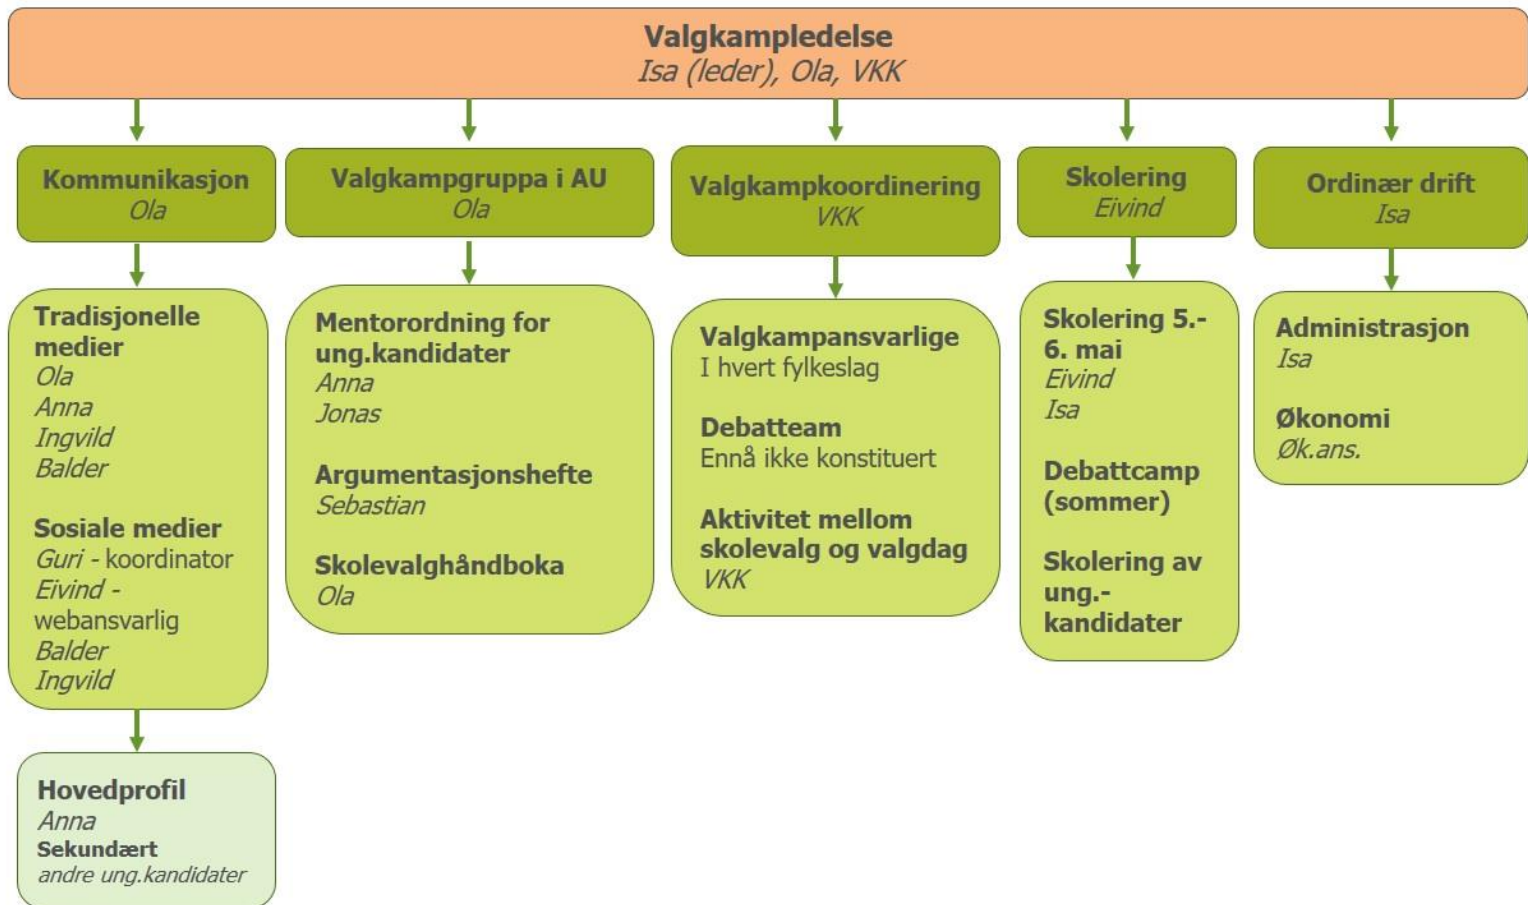 Valgkampledelse
Isa (leder), Ola, VKK
Kommunikasjon
Ola
Tradisjonelle
medier
Ola
Anna
Ingvild
Balder
Sosiale medier
Guri - koordinator
Eivind -
webansvarlig
Balder
Ingvild
Hovedprofil
Anna
Sekundært
andre ung.kandidater
Valgkampgruppa i AU
Ola
Mentorordning for
ung.kandidater
Anna
Jonas
Argumentasjonshefte
Sebastian
Skolevalghåndboka
Ola
Valgkampkoordinering
VKK
Valgkampansvarlige
I hvert fylkeslag
Debatteam
Ennå ikke konstituert
Aktivitet mellom
skolevalg og valgdag
VKK
Skolering
Eivind
Skolering 5.-
6. mai
Eivind
Isa
Debattcamp
(sommer)
Skolering av
ung.-
kandidater
Ordinær drift
Isa
Administrasjon
Isa
Økonomi
Øk.ans.